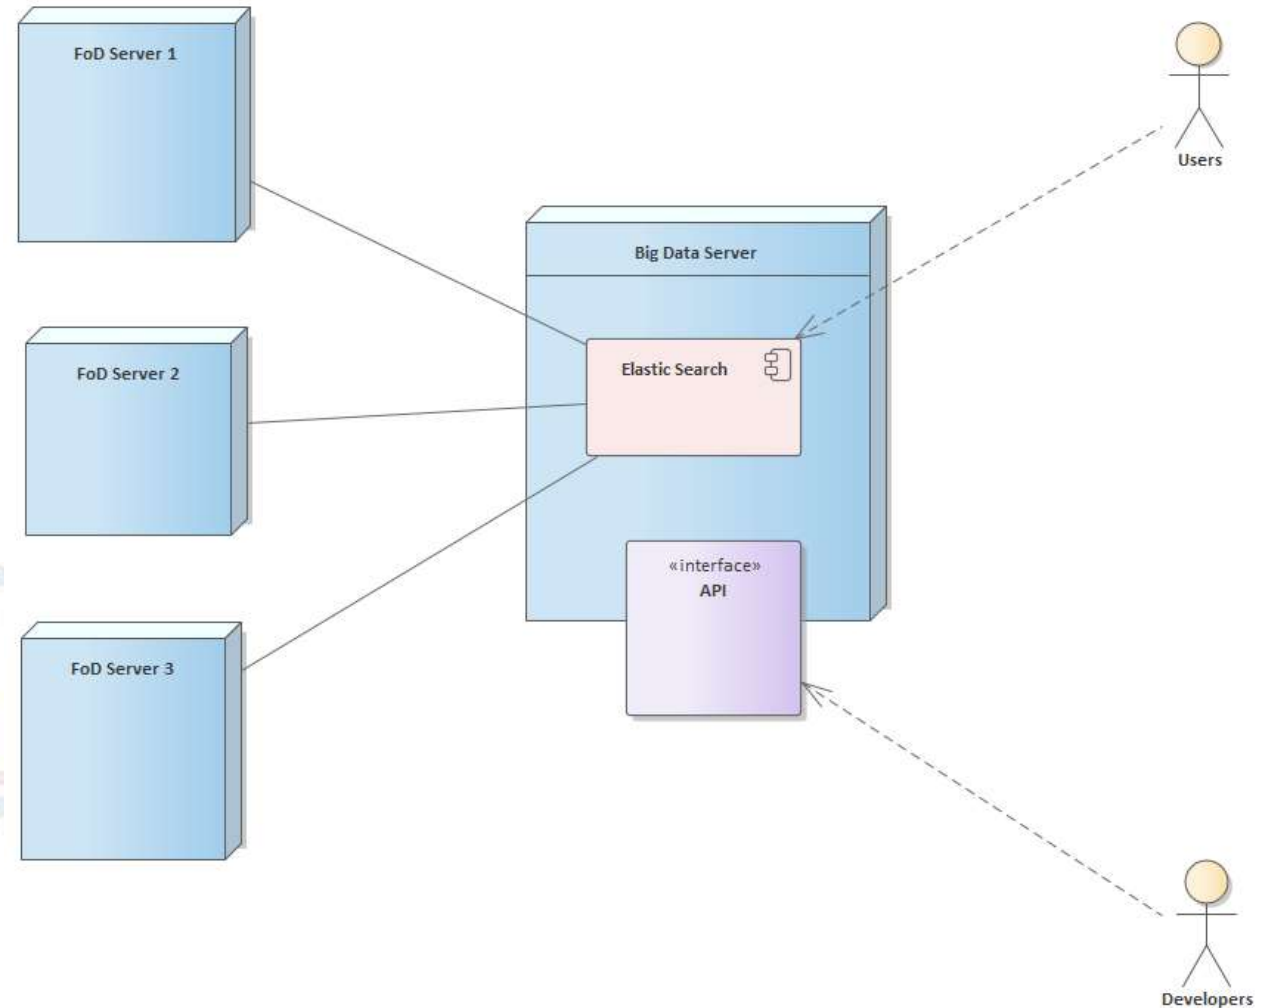 FoD Server 1
Users
Big Data Server
Elastic Search
FoD Server 2
«interface»
API
FoD Server 3
Developers